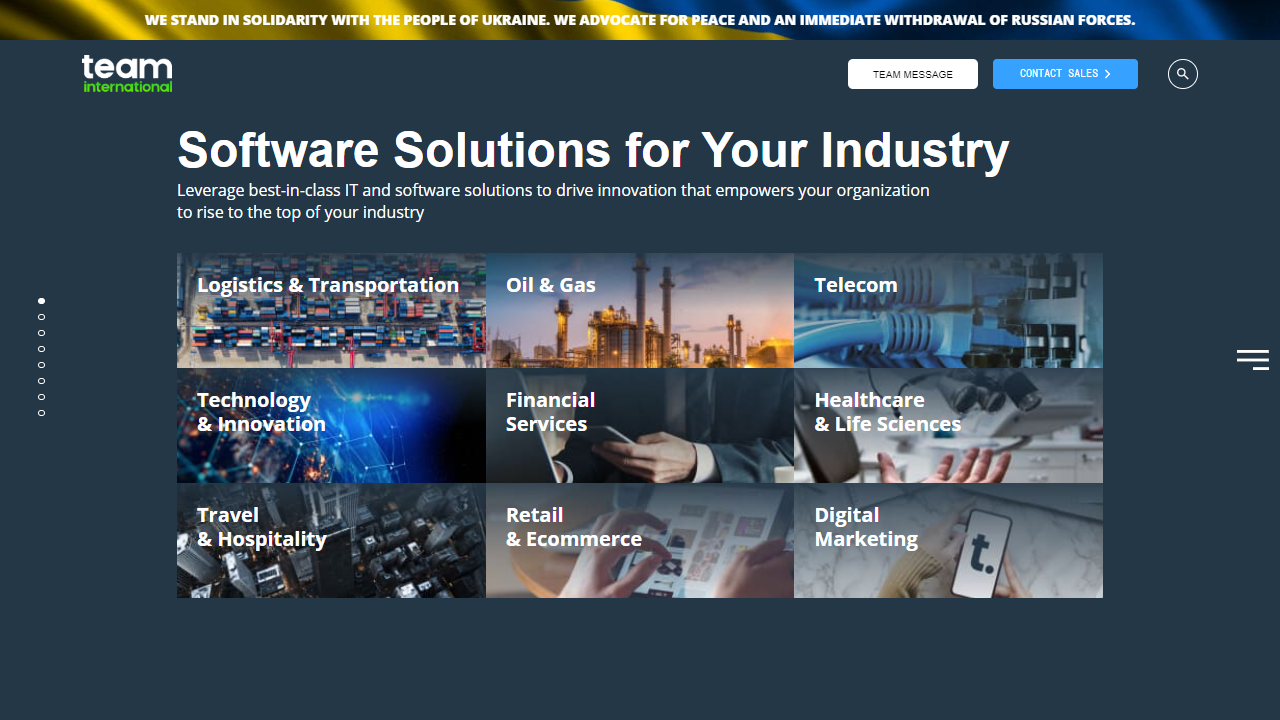 WE STAND IN SOLIDARITY WITH THE PEOPLE OF UKRAINE. WE ADVOCATE FOR PEACE AND AN IMMEDIATE WITHDRAWAL OF RUSSIAN FORCES.
team
international
TEAM MESSAGE
CONTACT SALES
Software Solutions for Your Industry
Leverage best-in-class IT and software solutions to drive innovation that empowers your organization
to rise to the top of your industry
Logistics & Transportation
Oil & Gas
Telecom
Technology
& Innovation
Financial
Services
Healthcare
& Life Sciences
Travel
& Hospitality
Retail
& Ecommerce
Digital
Marketing
t.